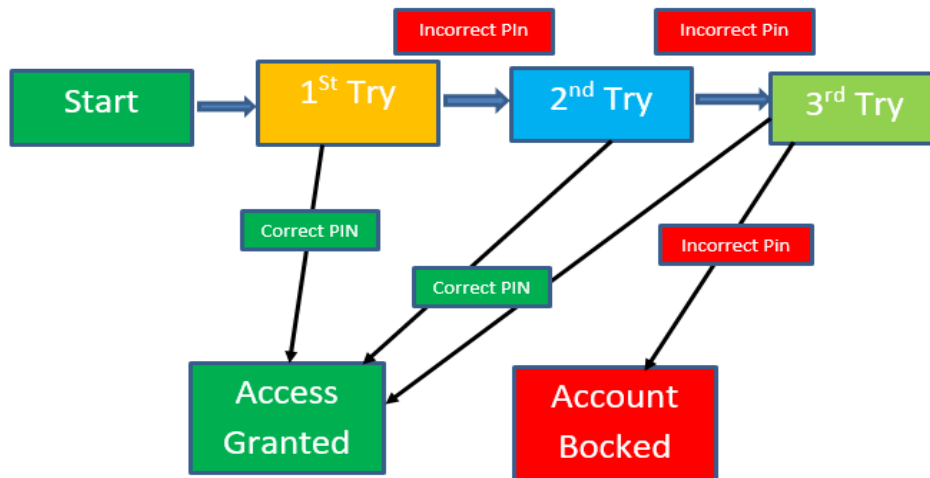 Incorrect PIn
Incorrect Pin
Start
1St Try
2nd Try
3rd Try
Correct PIN
Incorrect Pin
Correct PIN
Access
Granted
Account
Bocked